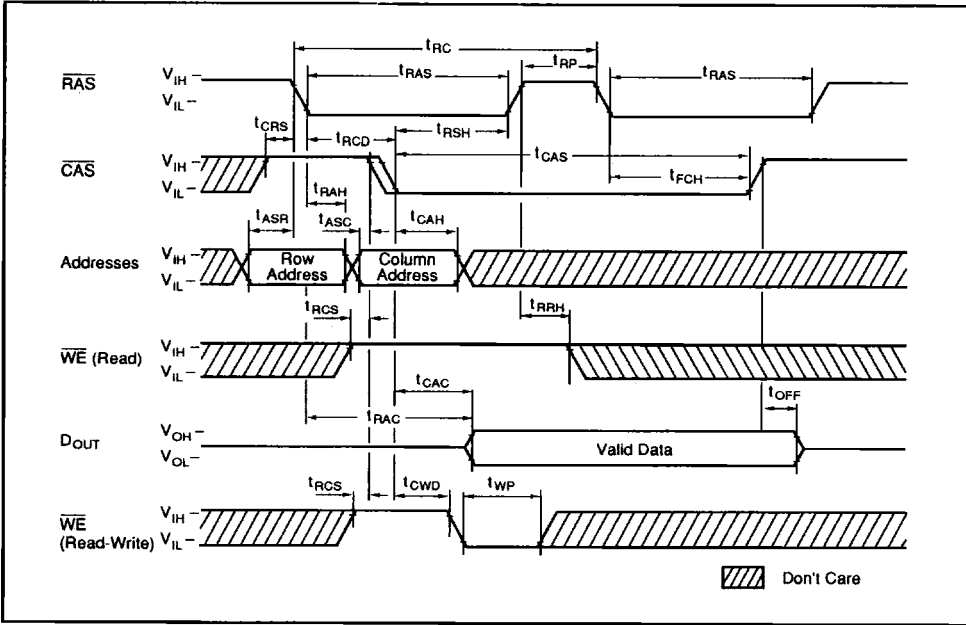 tRC
tRP
tRAS
tRAS
RAS
VIH
VIL
tCRS
tRCD
tRSH
tCAS
CAS
VIH
VIL
tFCH
tRAH
tASR
tASC
tCAH
Addresses
VIH
VIL
Row
Address
Column
Address
tRCS
tRRH
WE (Read)
VIH
VIL
tCAC
tRAC
tOFF
DOUT
VOH
VOL
Valid Data
tRCS
tCWD
tWP
WE
(Read-Write)
VIH
VIL
Don't Care